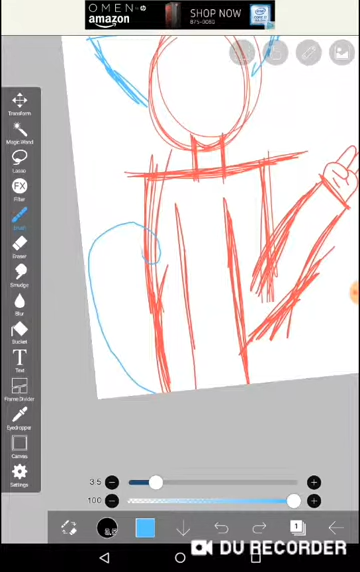 OMEN
amazon
SHOP NOW
Transform
Magic Wand
Lasso
FX
Filter
Brush
Eraser
Smudge
Blur
Bucket
T
Text
Frame Divider
Eyedropper
Canvas
Settings
3.5
100
1
DU RECORDER